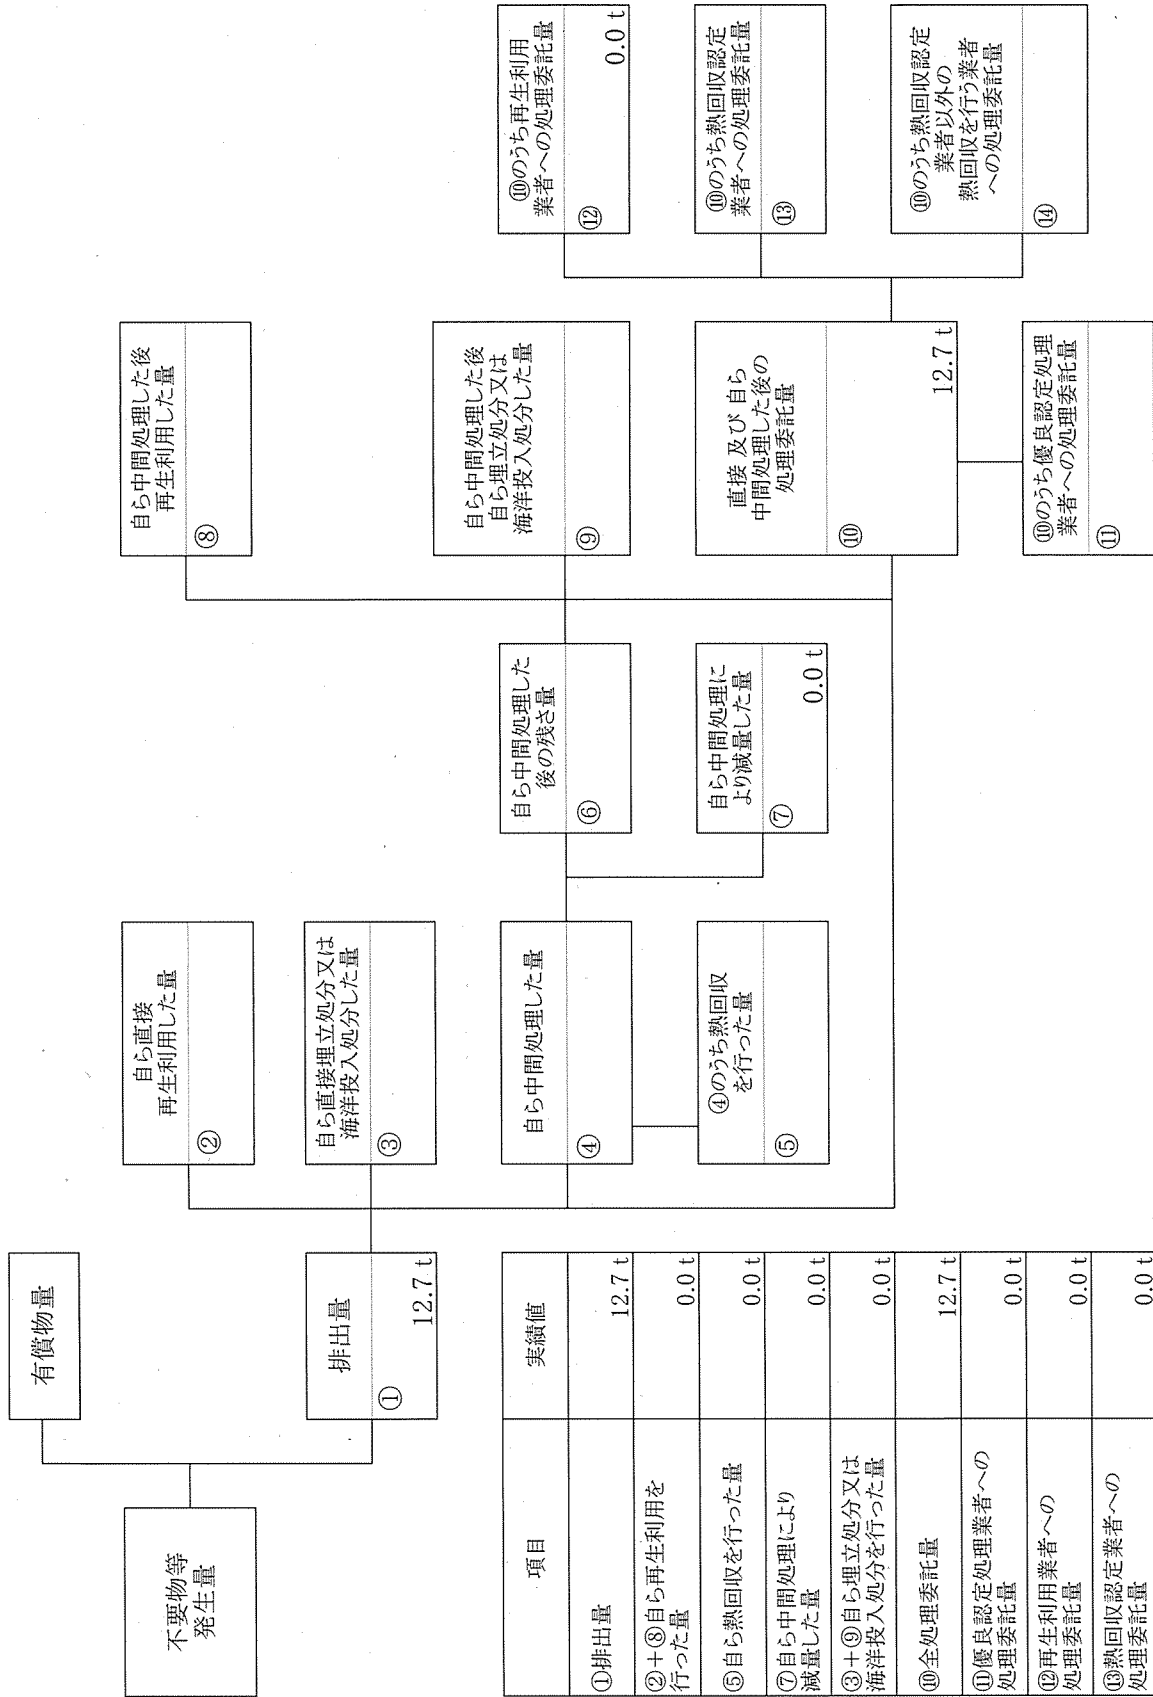 不要物等
発生量
有償物量
排出量
①
12.7 t
自ら直接
再生利用した量
②
自ら直接埋立処分又は
海洋投入処分した量
③
自ら中間処理した量
④
④のうち熱回収
を行った量
⑤
自ら中間処理した
後の残さ量
⑥
自ら中間処理に
より減量した量
⑦
0.0 t
自ら中間処理した後
再生利用した量
⑧
自ら中間処理した後
自ら埋立処分又は
海洋投入処分した量
⑨
直接 及び 自ら
中間処理した後の
処理委託量
⑩
12.7 t
⑩のうち優良認定処理
業者への処理委託量
⑪
⑩のうち再生利用
業者への処理委託量
⑫
0.0 t
⑩のうち熱回収認定
業者への処理委託量
⑬
⑩のうち熱回収認定
業者以外の
熱回収を行う業者
への処理委託量
⑭
項目 実績値
①排出量 12.7 t
②+⑧自ら再生利用を
行った量 0.0 t
⑤自ら熱回収を行った量 0.0 t
⑦自ら中間処理により
減量した量 0.0 t
③+⑨自ら埋立処分又は
海洋投入処分を行った量 0.0 t
⑩全処理委託量 12.7 t
⑪優良認定処理業者への
処理委託量 0.0 t
⑫再生利用業者への
処理委託量 0.0 t
⑬熱回収認定業者への
処理委託量 0.0 t